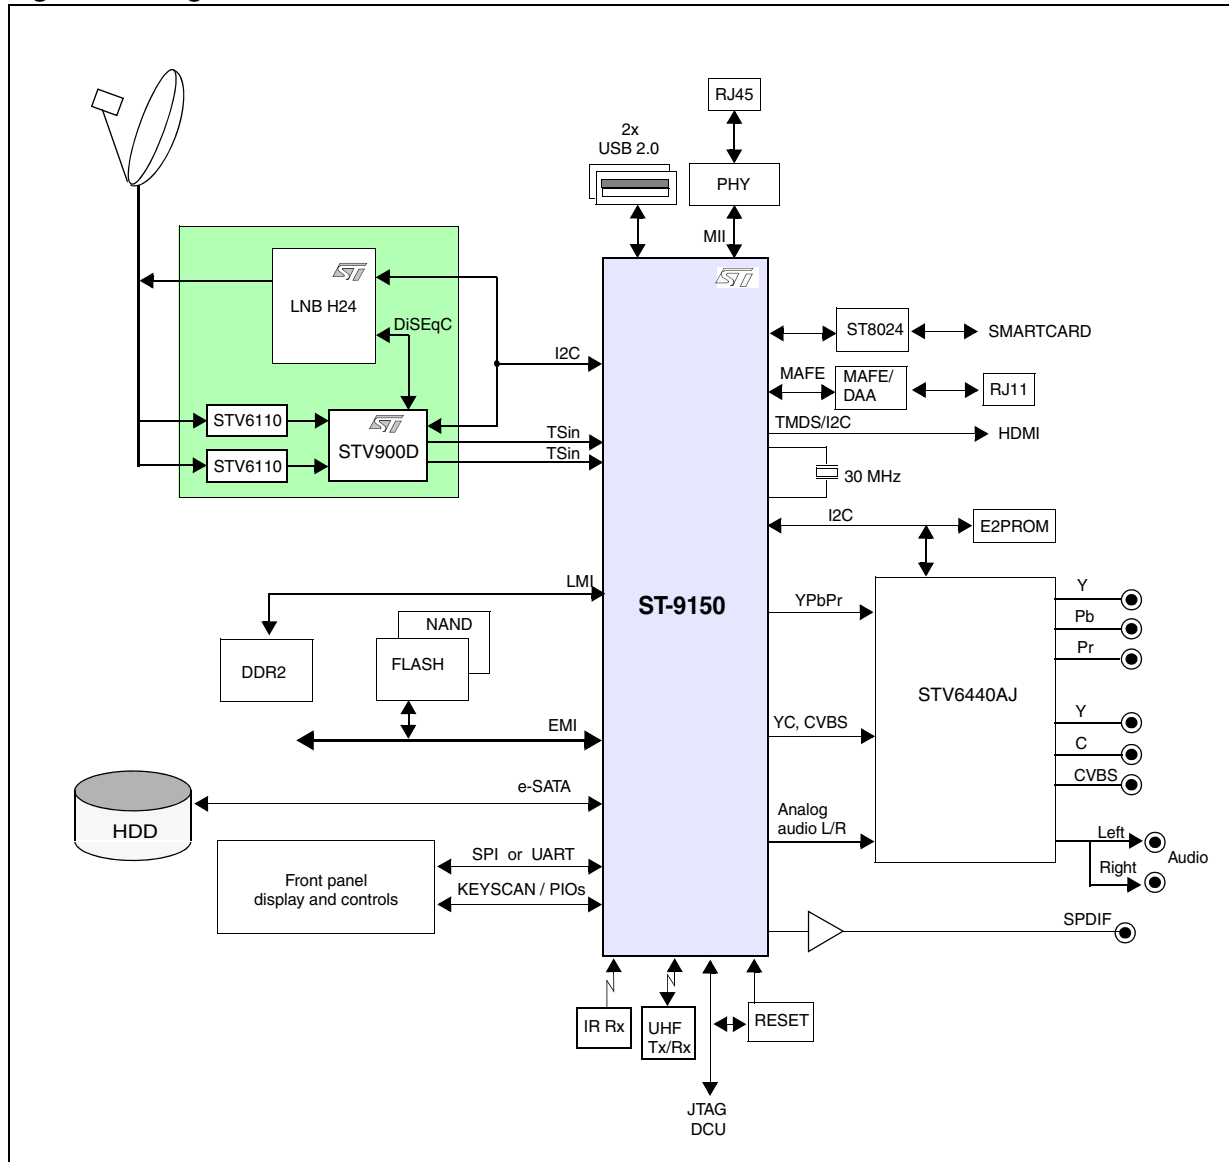 RJ45
2x
USB 2.0
PHY
MII
ST
ST
LNB H24
DiSEqC
I2C
STV6110
ST
STV900D
STV6110
TSin
TSin
ST8024
SMARTCARD
MAFE
MAFE/
DAA
RJ11
TMDS/I2C
HDMI
30 MHz
I2C
E2PROM
ST-9150
LMI
DDR2
NAND
FLASH
EMI
YPbPr
STV6440AJ
Y
Pb
Pr
YC, CVBS
Y
C
CVBS
e-SATA
HDD
Analog
audio L/R
Left
Right
Audio
Front panel
display and controls
SPI or UART
KEYSCAN / PIOs
SPDIF
IR Rx
UHF
Tx/Rx
RESET
JTAG
DCU